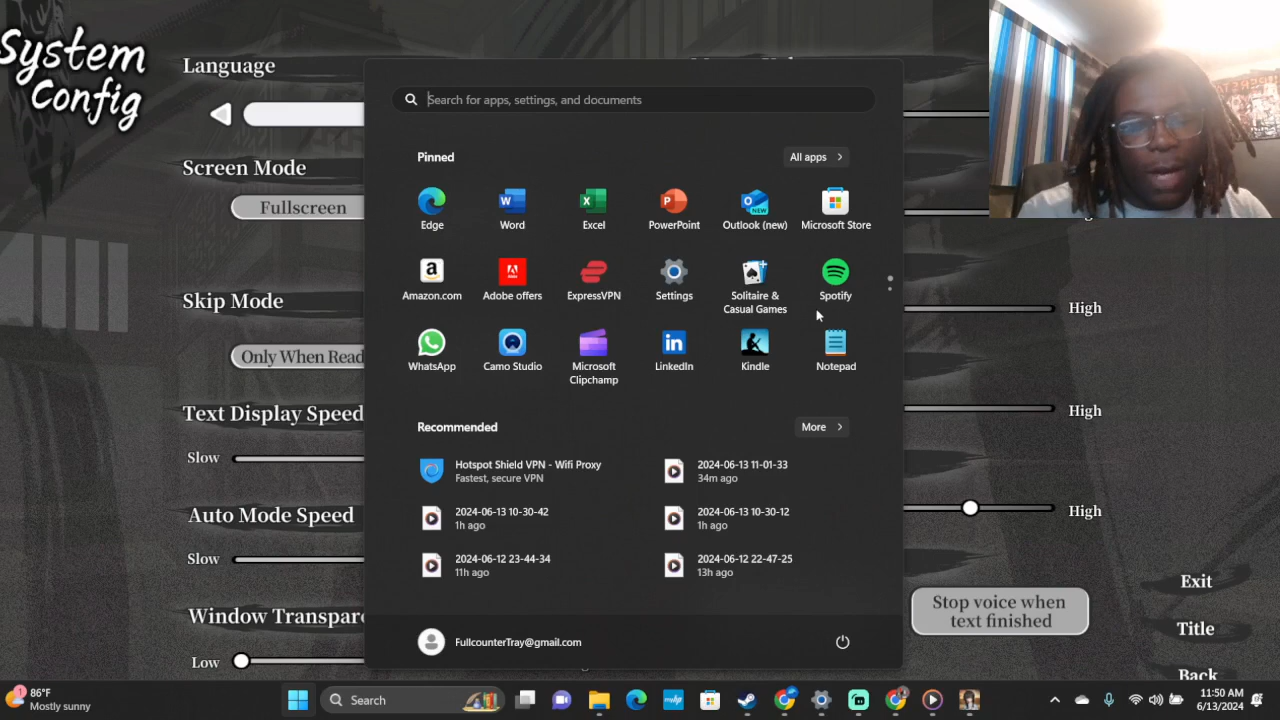 System
Config
Language
Screen Mode
Fullscreen
Skip Mode
Only When Read
Text Display Speed
Slow
Auto Mode Speed
Slow
Window Transpare
Low
Search for apps, settings, and documents
Pinned
All apps
Edge
Word
Excel
PowerPoint
Outlook (new)
Microsoft Store
Amazon.com
Adobe offers
ExpressVPN
Settings
Solitaire &
Casual Games
Spotify
WhatsApp
Camo Studio
Microsoft
Clipchamp
LinkedIn
Kindle
Notepad
Recommended
More
Hotspot Shield VPN - Wifi Proxy
Fastest, secure VPN
2024-06-13 11-01-33
34m ago
2024-06-13 10-30-42
1h ago
2024-06-13 10-30-12
1h ago
2024-06-12 23-44-34
11h ago
2024-06-12 22-47-25
13h ago
FullcounterTray@gmail.com
High
High
High
Stop voice when
text finished
Exit
Title
Back
86°F
Mostly sunny
Search
11:50 AM
6/13/2024